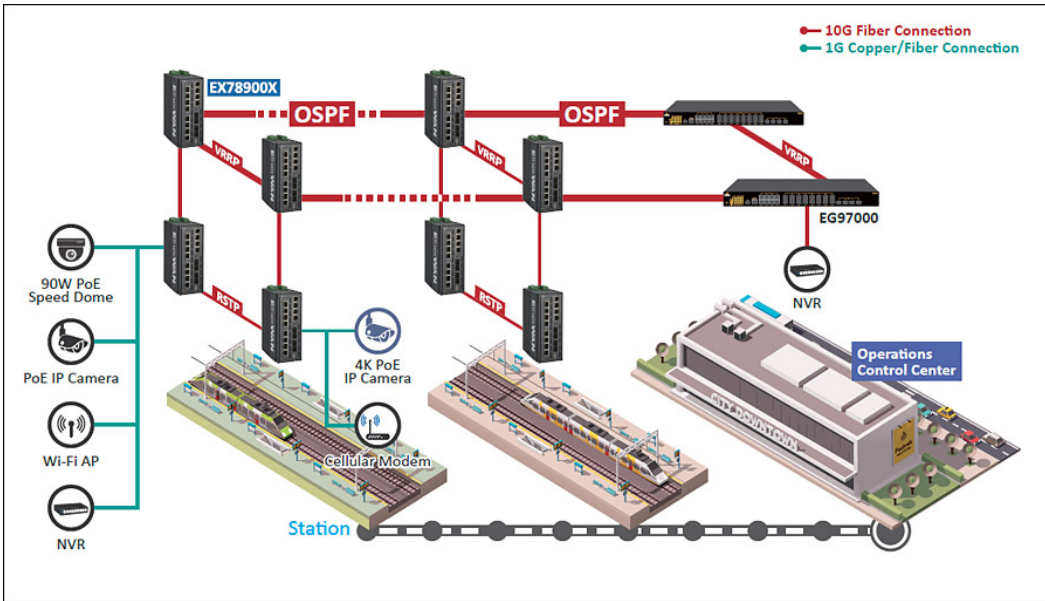 10G Fiber Connection
1G Copper/Fiber Connection
EX78900X
OSPF
OSPF
VRRP
VRRP
VRRP
EG97000
90W PoE
Speed Dome
RSTP
RSTP
NVR
PoE IP Camera
4K PoE
IP Camera
Operations
Control Center
CITY DOWNTOWN
Wi-Fi AP
Cellular Modem
NVR
Station